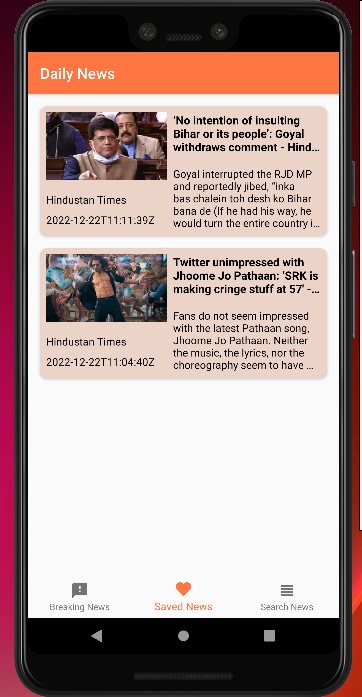 Daily News
'No intention of insulting
Bihar or its people': Goyal
withdraws comment - Hind...
Goyal interrupted the RJD MP
and reportedly jibed, "inka
bas chalein toh desh ko Bihar
bana de (If he had his way, he
would turn the entire country i...
Hindustan Times
2022-12-22T11:11:39Z
Twitter unimpressed with
Jhoome Jo Pathaan: 'SRK is
making cringe stuff at 57' -...
Fans do not seem impressed
with the latest Pathaan song,
Jhoome Jo Pathaan. Neither
the music, the lyrics, nor the
choreography seem to have ...
Hindustan Times
2022-12-22T11:04:40Z
Breaking News
Saved News
Search News